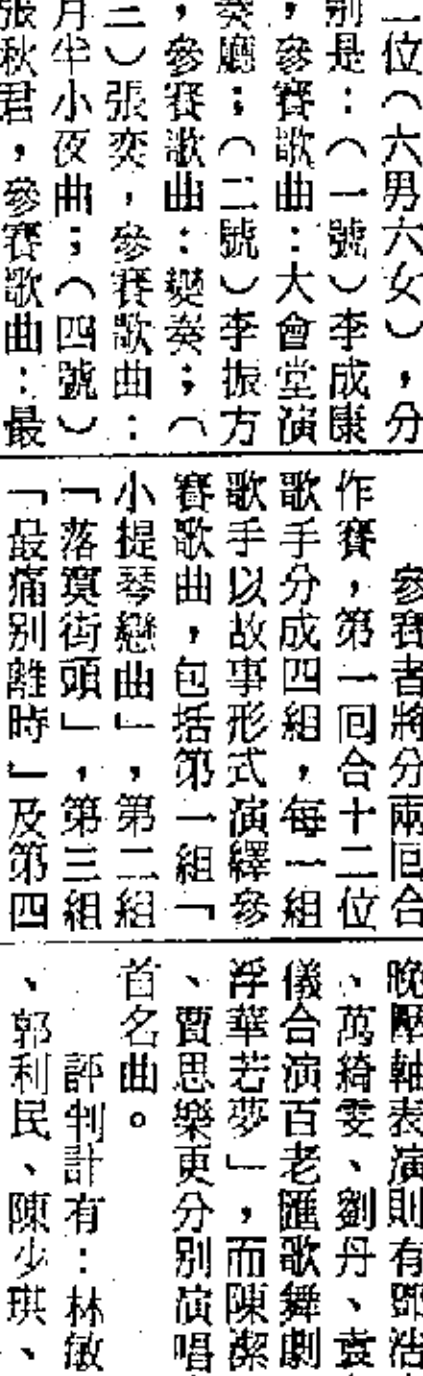 二位（六男六女），分
別是：（一號）李成康
，參賽歌曲：大會堂演
奏廳；（二號）李振方
，參賽歌曲：變奏；（
三）張奕，參賽歌曲：
月半小夜曲；（四號）
張秋君，參賽歌曲：最
參賽者將分兩回合
作賽，第一回合十二位
歌手分成四組，每一組
歌手以故事形式演繹參
賽歌曲，包括第一組「
小提琴戀曲」，第二組
「落寞街頭」，第三組
「最痛別離時」及第四
晚壓軸表演則有鄧浩
、萬綺雯、劉丹、袁
儀合演百老匯歌舞劇
浮華若夢」，而陳潔
、賈思樂更分別演唱
首名曲。
評判計有：林敏
、郭利民、陳少琪、